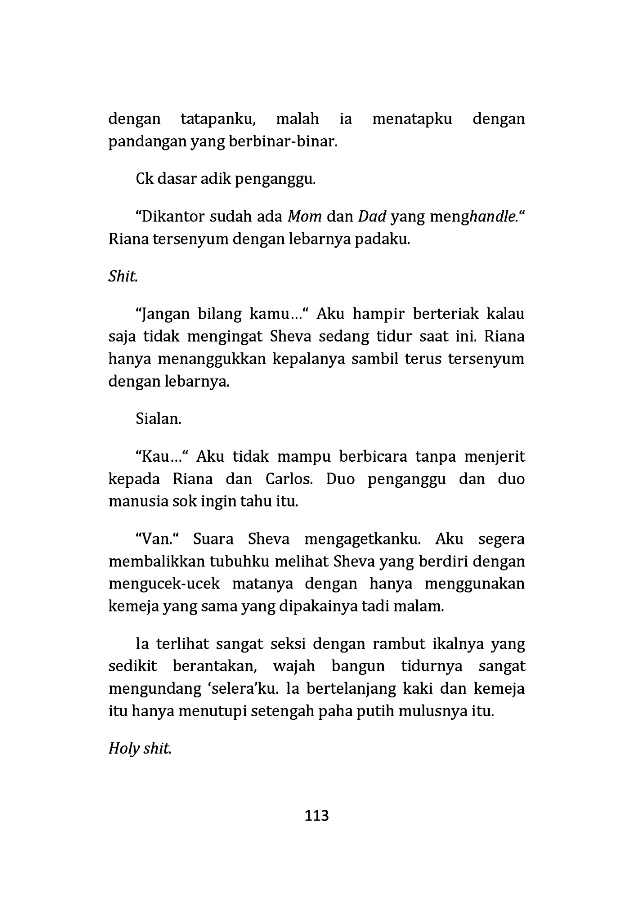 dengan tatapanku, malah ia menatapku dengan
pandangan yang berbinar-binar.
Ck dasar adik penganggu.
“Dikantor sudah ada Mom dan Dad yang menghandle.“
Riana tersenyum dengan lebarnya padaku.
Shit.
“Jangan bilang kamu...“ Aku hampir berteriak kalau
saja tidak mengingat Sheva sedang tidur saat ini. Riana
hanya menanggukkan kepalanya sambil terus tersenyum
dengan lebarnya.
Sialan.
“Kau...“ Aku tidak mampu berbicara tanpa menjerit
kepada Riana dan Carlos. Duo penganggu dan duo
manusia sok ingin tahu itu.
“Van.“ Suara Sheva mengagetkanku. Aku segera
membalikkan tubuhku melihat Sheva yang berdiri dengan
mengucek-ucek matanya dengan hanya menggunakan
kemeja yang sama yang dipakainya tadi malam.
Ia terlihat sangat seksi dengan rambut ikalnya yang
sedikit berantakan, wajah bangun tidurnya sangat
mengundang ‘selera’ku. Ia bertelanjang kaki dan kemeja
itu hanya menutupi setengah paha putih mulusnya itu.
Holy shit.
113